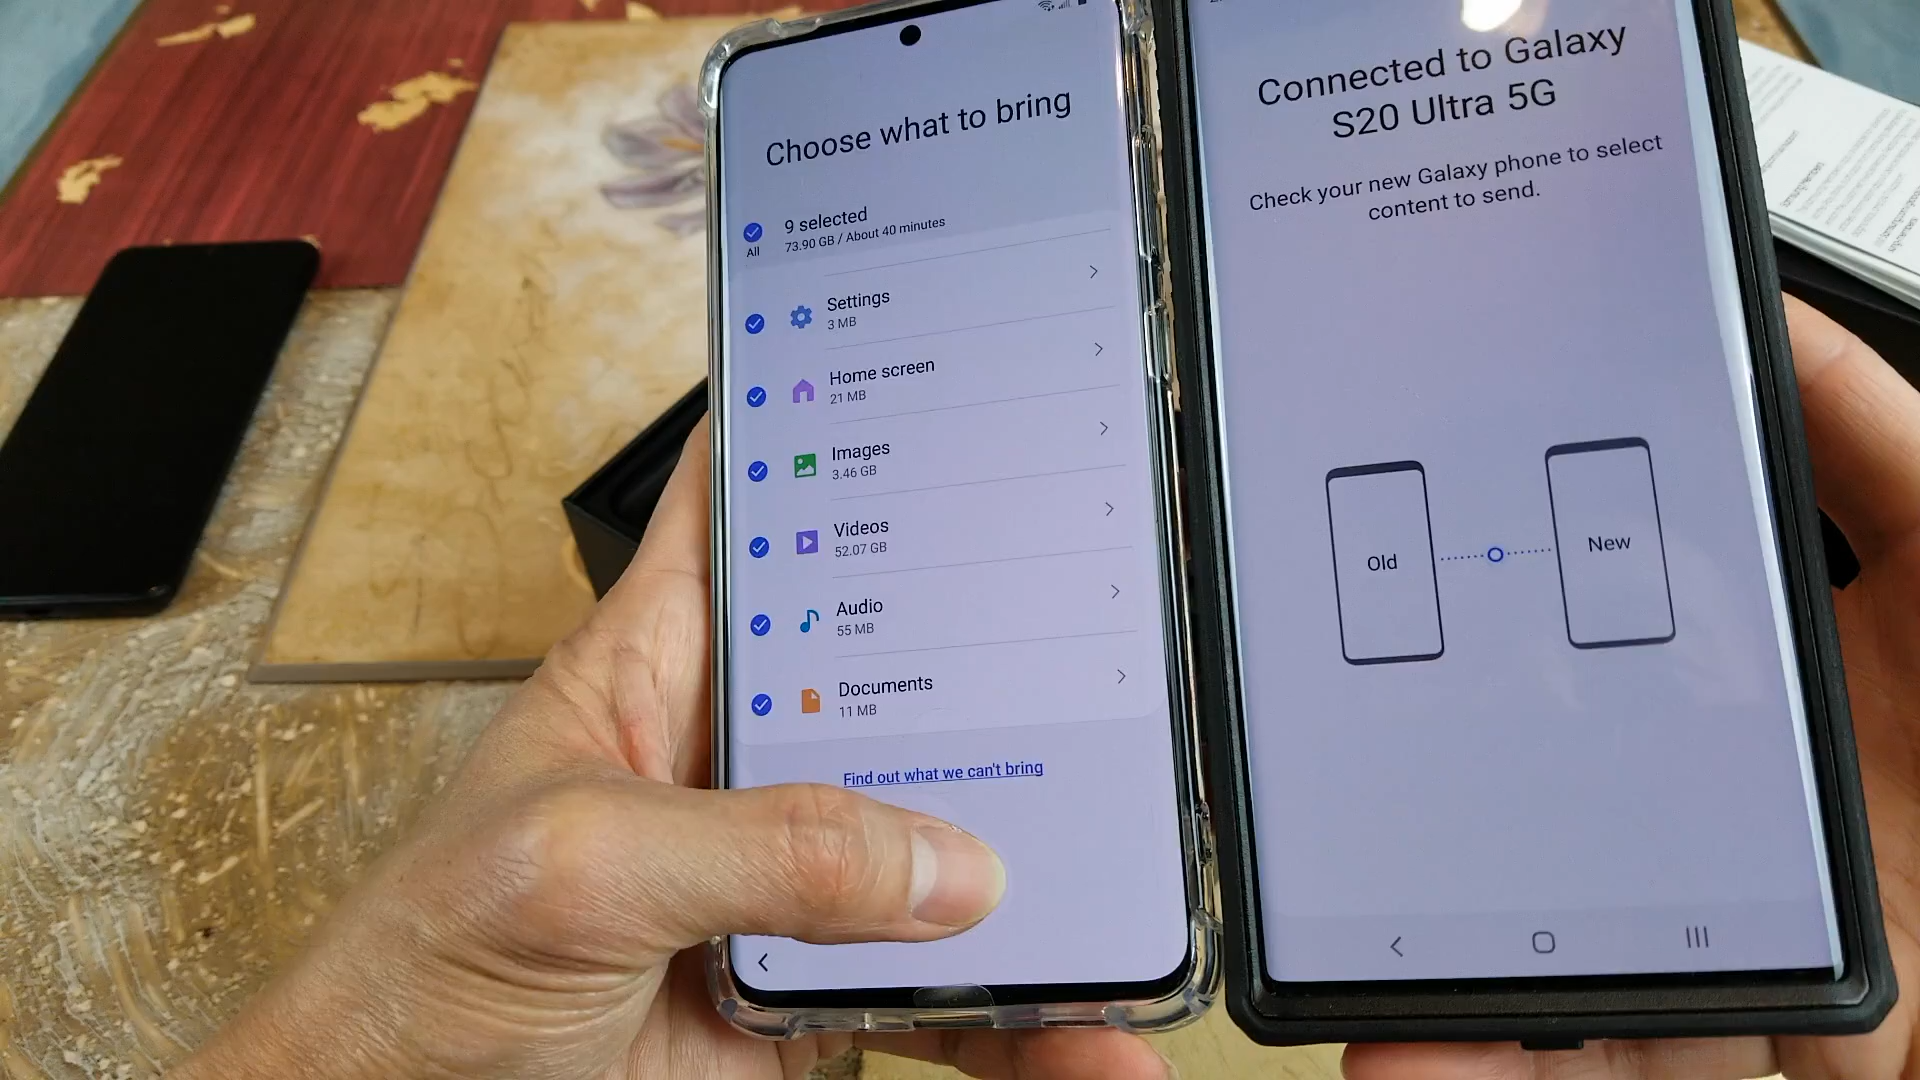 Choose what to bring
9 selected
All
73.90 GB / About 40 minutes
Settings
3 MB
Home screen
21 MB
Images
3.46 GB
Videos
52.07 GB
Audio
55 MB
Documents
11 MB
Find out what we can't bring
Connected to Galaxy
S20 Ultra 5G
Check your new Galaxy phone to select
content to send.
Old
New